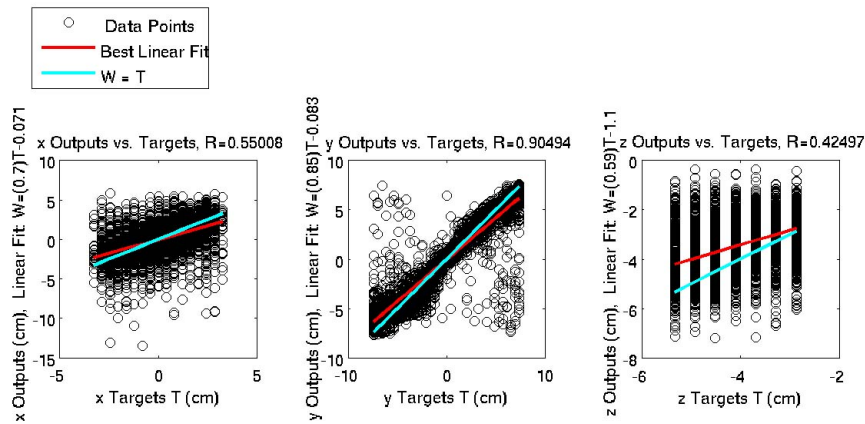 Data Points
Best Linear Fit
W = T
x Outputs vs. Targets, R=0.55008
x Outputs (cm), Linear Fit: W=(0.7)T-0.071
10
5
0
-5
-10
-15
-5
0
5
x Targets T (cm)
y Outputs vs. Targets, R=0.90494
y Outputs (cm), Linear Fit: W=(0.85)T-0.083
10
5
0
-5
-10
-10
0
10
y Targets T (cm)
z Outputs vs. Targets, R=0.42497
z Outputs (cm), Linear Fit: W=(0.59)T-1.1
0
-2
-4
-6
-8
-6
-4
-2
z Targets T (cm)